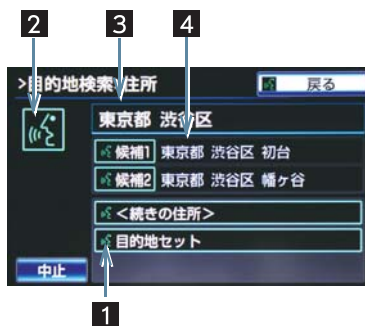 2 3 4
>目的地検索>住所 戻る
東京都 渋谷区
候補1 東京都 渋谷区 初台
候補2 東京都 渋谷区 幡ヶ谷
<続きの住所>
目的地セット
中止
1